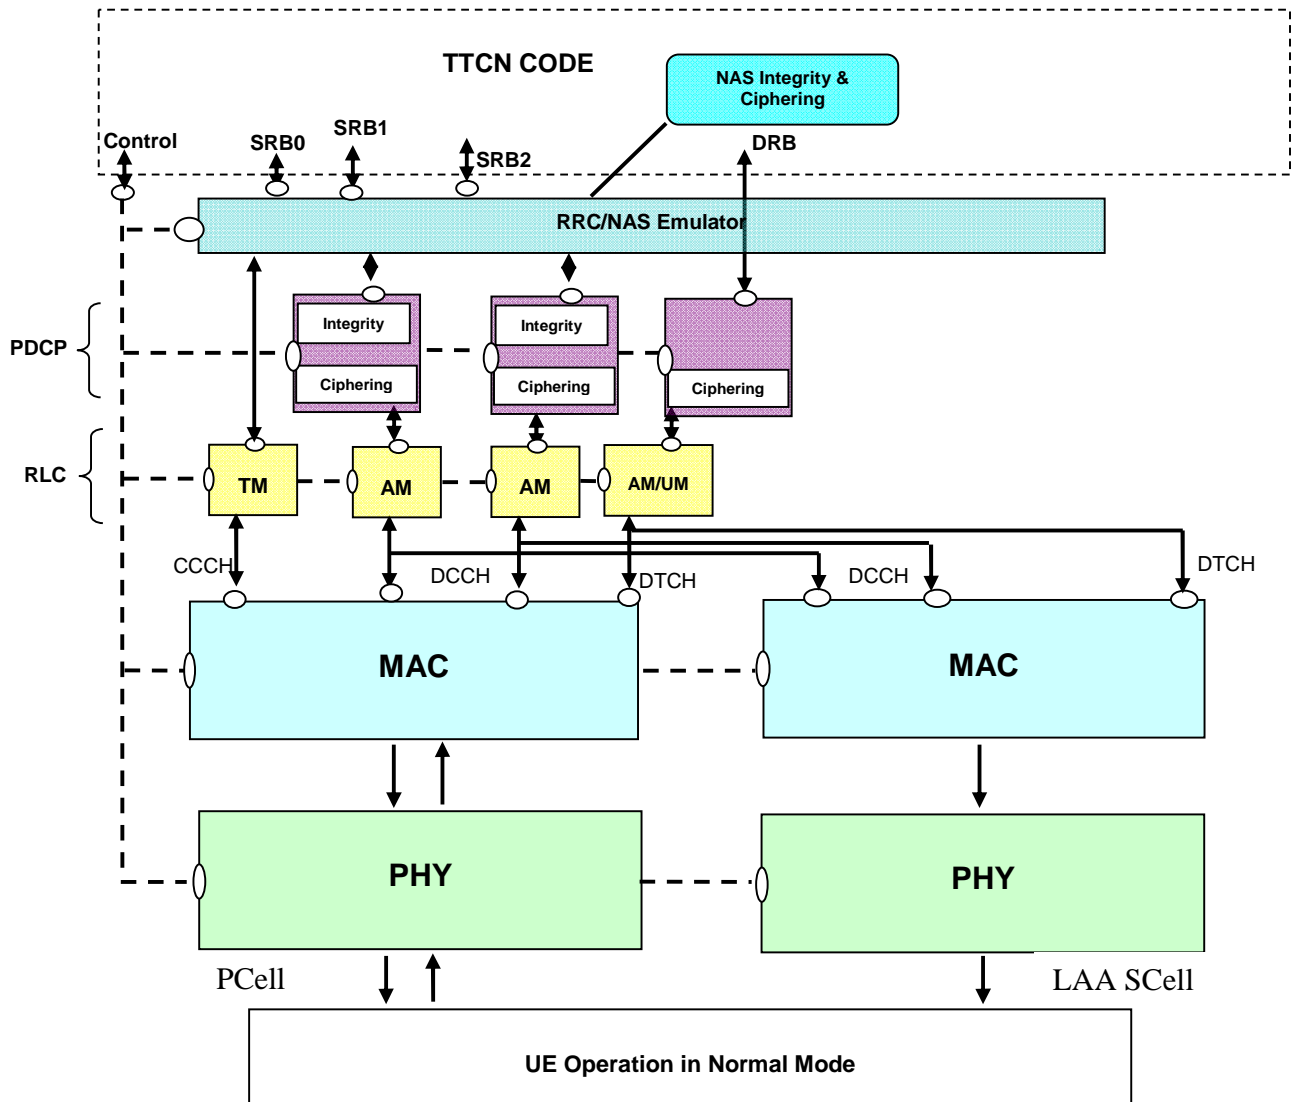 TTCN CODE
NAS Integrity &
Ciphering
Control
SRB0
SRB1
SRB2
DRB
RRC/NAS Emulator
PDCP
Integrity
Ciphering
Integrity
Ciphering
Ciphering
RLC
TM
AM
AM
AM/UM
CCCH
DCCH
DTCH
DCCH
DTCH
MAC
MAC
PHY
PHY
PCell
LAA SCell
UE Operation in Normal Mode